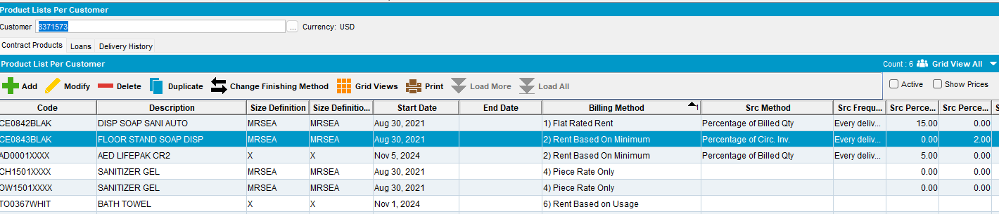 Product Lists Per Customer
Customer 3371573 ... Currency: USD
Contract Products Loans Delivery History
Product List Per Customer Count : 6 Grid View All
Add Modify Delete Duplicate Change Finishing Method Grid Views Print Load More Load All Active Show Prices
Code Description Size Definition Size Definitio... Start Date End Date Billing Method 1 Src Method Src Frequ... Src Perce... Src Perce... S
CE0842BLAK DISP SOAP SANI AUTO MRSEA MRSEA Aug 30, 2021 1) Flat Rated Rent Percentage of Billed Qty Every deliv... 15.00 0.00
CE0843BLAK FLOOR STAND SOAP DISP MRSEA MRSEA Aug 30, 2021 2) Rent Based On Minimum Percentage of Circ. Inv. Every deliv... 0.00 2.00
AD0001XXXX AED LIFEPAK CR2 X X Nov 5, 2024 2) Rent Based On Minimum Percentage of Billed Qty Every deliv... 5.00 0.00
CH1501XXXX SANITIZER GEL MRSEA MRSEA Aug 30, 2021 4) Piece Rate Only 0.00 0.00
OW1501XXXX SANITIZER GEL MRSEA MRSEA Aug 30, 2021 4) Piece Rate Only 0.00 0.00
TO0367WHIT BATH TOWEL X X Nov 1, 2024 6) Rent Based on Usage